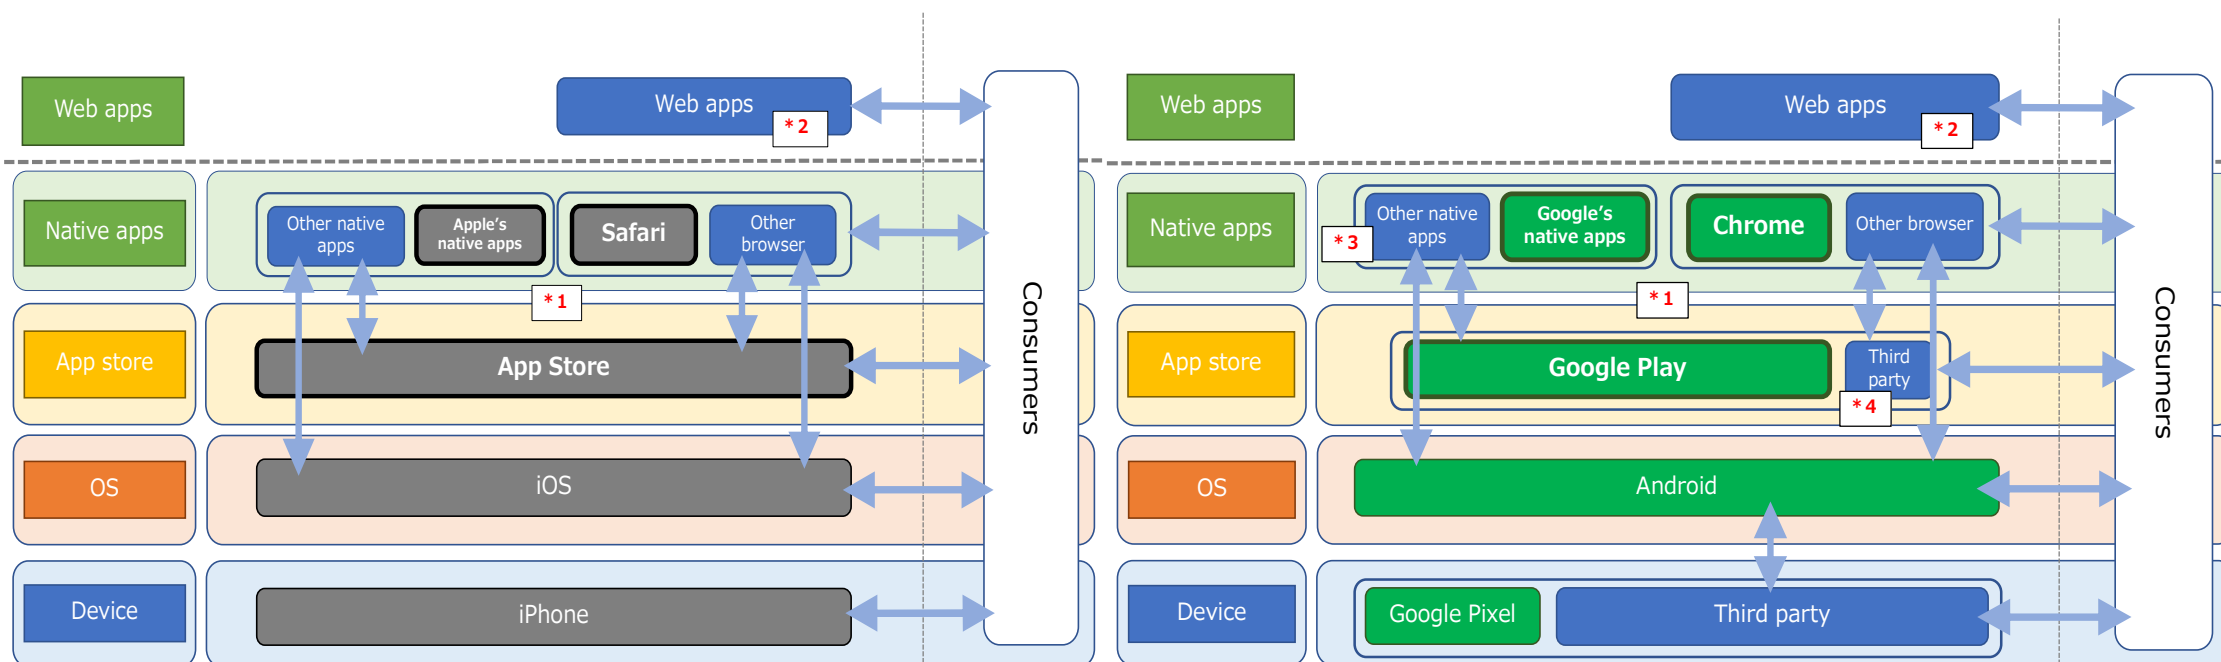 Web apps
Web apps
*2
Native apps
Other native
apps
Apple's
native apps
Safari
Other
browser
*1
App store
App Store
OS
iOS
Device
iPhone
Consumers
Web apps
Web apps
*2
Native apps
Other native
apps
*3
Google's
native apps
Chrome
Other browser
*1
App store
Google Play
Third
party
*4
OS
Android
Device
Google Pixel
Third party
Consumers